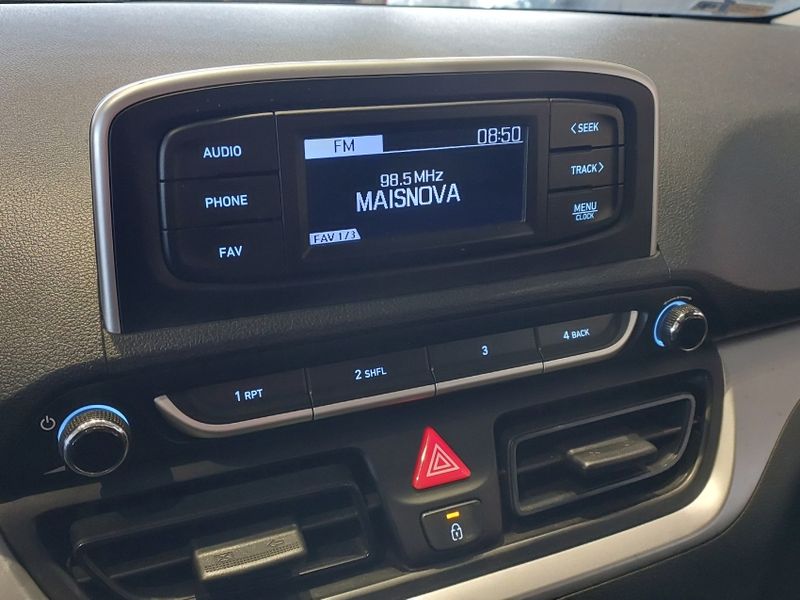 AUDIO
PHONE
FAV
FM
08:50
98.5 MHz
MAISNOVA
FAV 1/3
<SEEK
TRACK>
MENU
CLOCK
1 RPT
2 SHFL
3
4 BACK